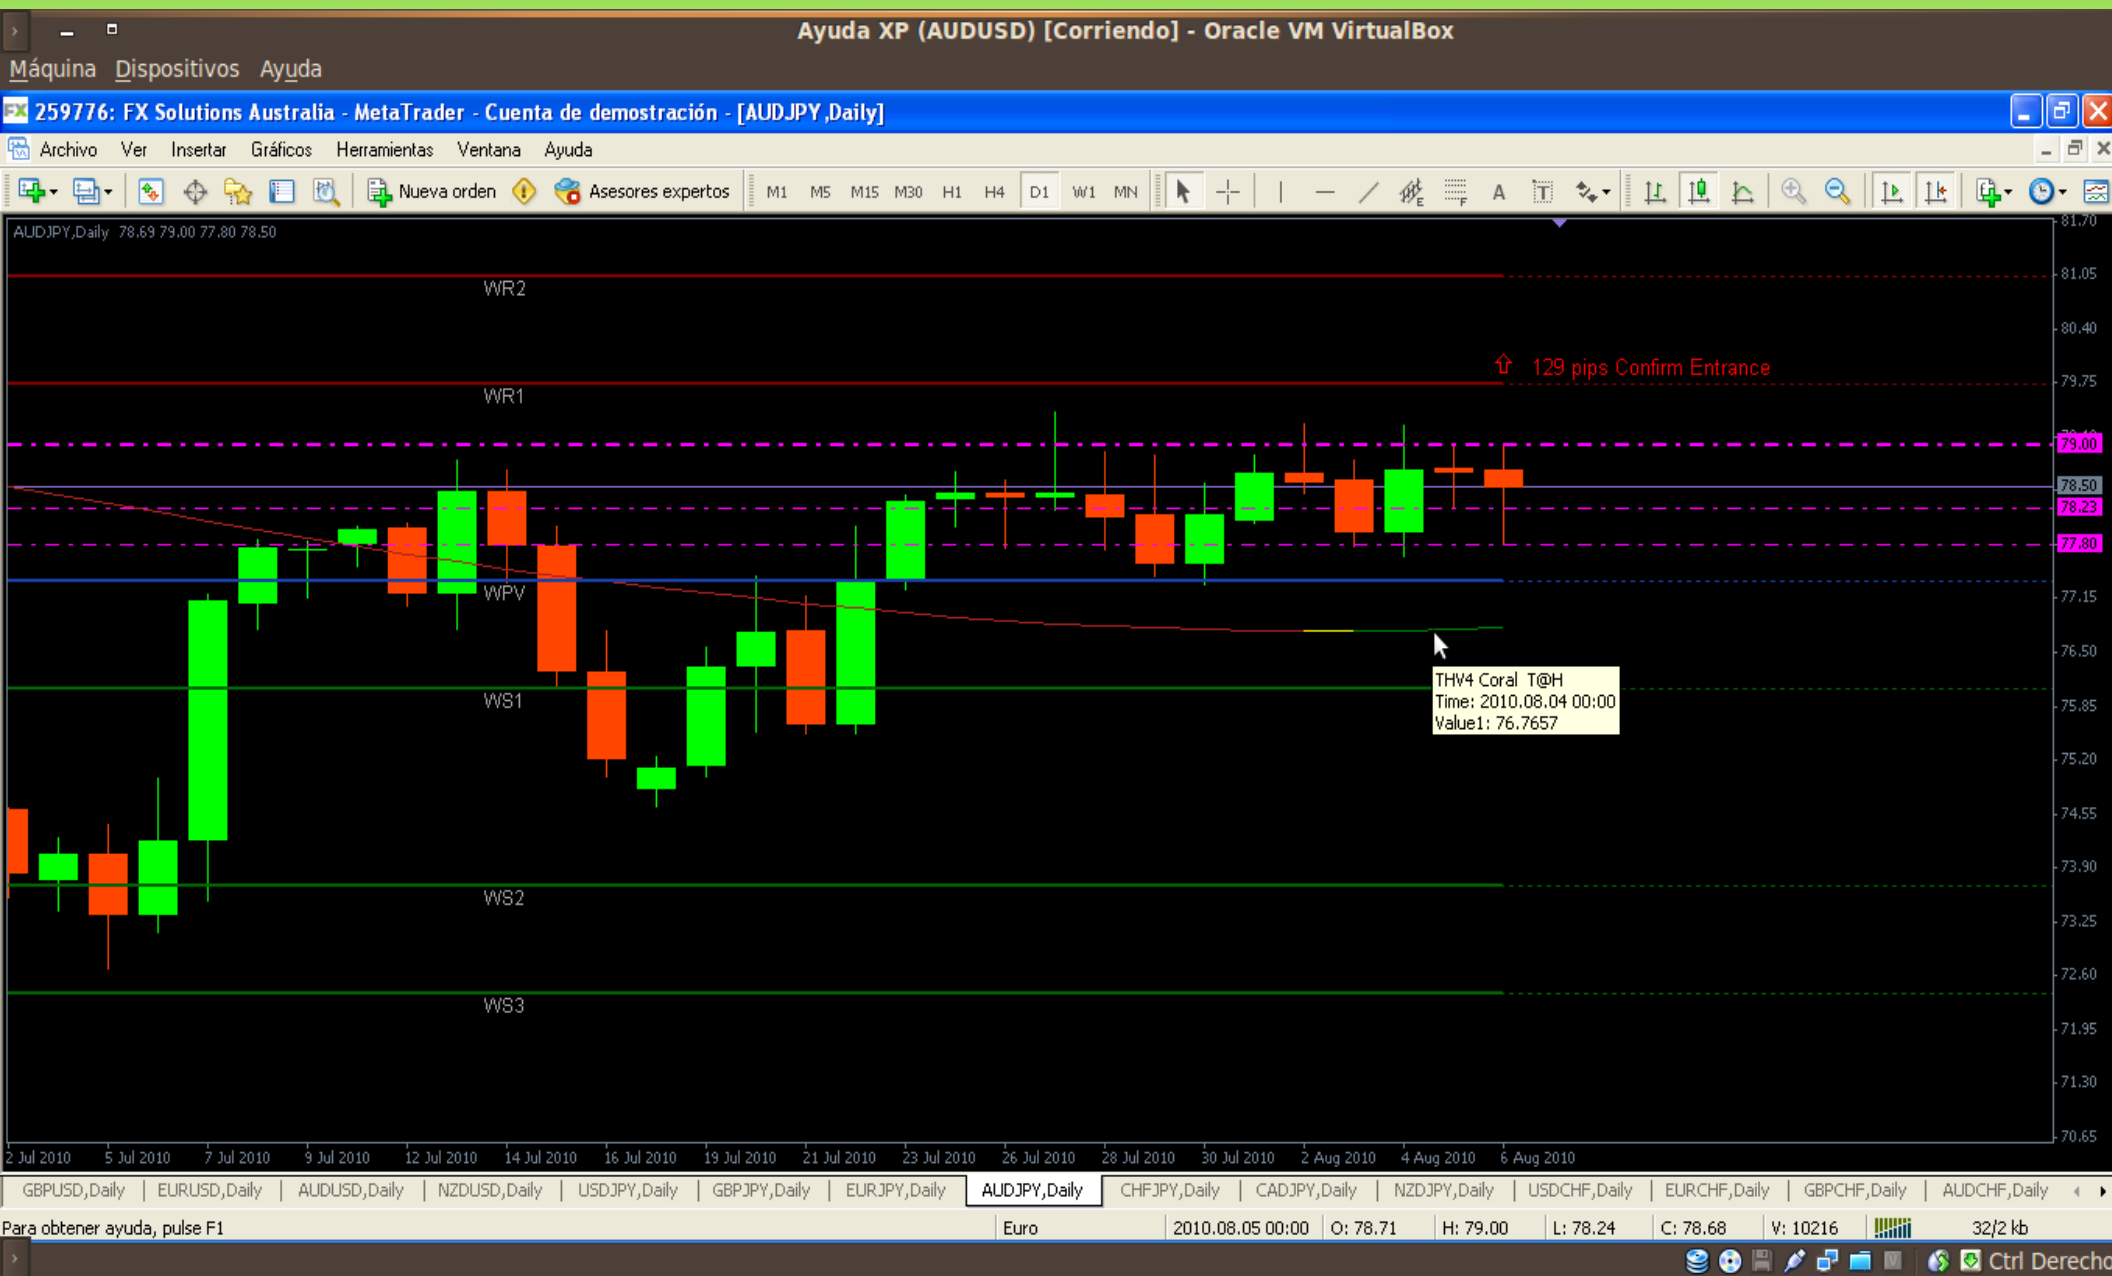 Ayuda XP (AUDUSD) [Corriendo] - Oracle VM VirtualBox
Máquina Dispositivos Ayuda
FX 259776: FX Solutions Australia - MetaTrader - Cuenta de demostración - [AUDJPY,Daily]
Archivo Ver Insertar Gráficos Herramientas Ventana Ayuda
Nueva orden Asesores expertos M1 M5 M15 M30 H1 H4 D1 W1 MN E F A T
AUDJPY,Daily 78.69 79.00 77.80 78.50
81.70
81.05
WR2
80.40
129 pips Confirm Entrance
79.75
WR1
79.00
78.50
78.23
77.80
WPV
77.15
76.50
THV4 Coral T@H
Time: 2010.08.04 00:00
Value1: 76.7657
WS1
75.85
75.20
74.55
73.90
WS2
73.25
72.60
WS3
71.95
71.30
70.65
2 Jul 2010 5 Jul 2010 7 Jul 2010 9 Jul 2010 12 Jul 2010 14 Jul 2010 16 Jul 2010 19 Jul 2010 21 Jul 2010 23 Jul 2010 26 Jul 2010 28 Jul 2010 30 Jul 2010 2 Aug 2010 4 Aug 2010 6 Aug 2010
GBPUSD,Daily EURUSD,Daily AUDUSD,Daily NZDUSD,Daily USDJPY,Daily GBPJPY,Daily EURJPY,Daily AUDJPY,Daily CHFJPY,Daily CADJPY,Daily NZDJPY,Daily USDCHF,Daily EURCHF,Daily GBPCHF,Daily AUDCHF,Daily
Para obtener ayuda, pulse F1 Euro 2010.08.05 00:00 O: 78.71 H: 79.00 L: 78.24 C: 78.68 V: 10216 32/2 kb
Ctrl Derecho